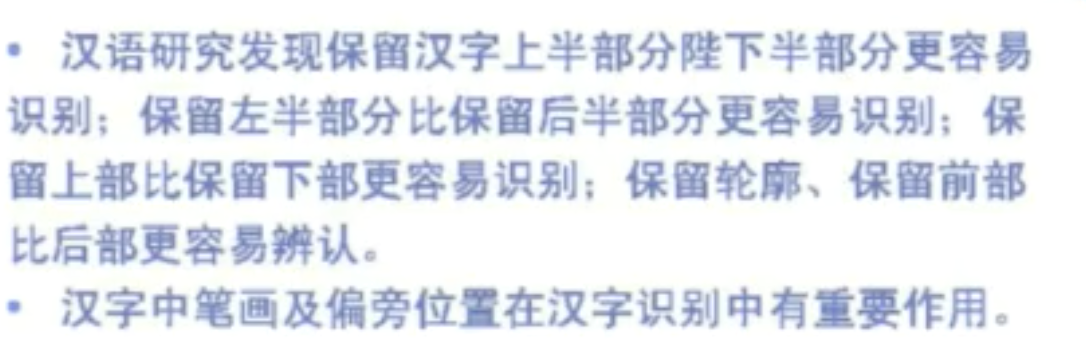 • 汉语研究发现保留汉字上半部分陛下半部分更容易
识别；保留左半部分比保留后半部分更容易识别；保
留上部比保留下部更容易识别；保留轮廓、保留前部
比后部更容易辨认。
• 汉字中笔画及偏旁位置在汉字识别中有重要作用。